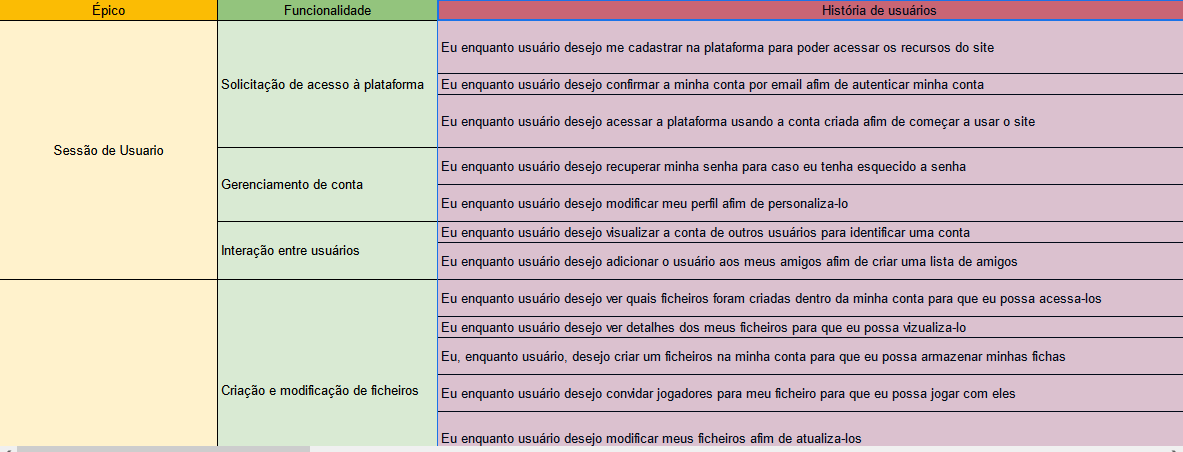 Épico
Funcionalidade
História de usuários
Sessão de Usuario
Solicitação de acesso à plataforma
Eu enquanto usuário desejo me cadastrar na plataforma para poder acessar os recursos do site
Eu enquanto usuário desejo confirmar a minha conta por email afim de autenticar minha conta
Eu enquanto usuário desejo acessar a plataforma usando a conta criada afim de começar a usar o site
Gerenciamento de conta
Eu enquanto usuário desejo recuperar minha senha para caso eu tenha esquecido a senha
Eu enquanto usuário desejo modificar meu perfil afim de personaliza-lo
Interação entre usuários
Eu enquanto usuário desejo visualizar a conta de outros usuários para identificar uma conta
Eu enquanto usuário desejo adicionar o usuário aos meus amigos afim de criar uma lista de amigos
Criação e modificação de ficheiros
Eu enquanto usuário desejo ver quais ficheiros foram criadas dentro da minha conta para que eu possa acessa-los
Eu enquanto usuário desejo ver detalhes dos meus ficheiros para que eu possa vizualiza-lo
Eu, enquanto usuário, desejo criar um ficheiros na minha conta para que eu possa armazenar minhas fichas
Eu enquanto usuário desejo convidar jogadores para meu ficheiro para que eu possa jogar com eles
Eu enquanto usuário desejo modificar meus ficheiros afim de atualiza-los